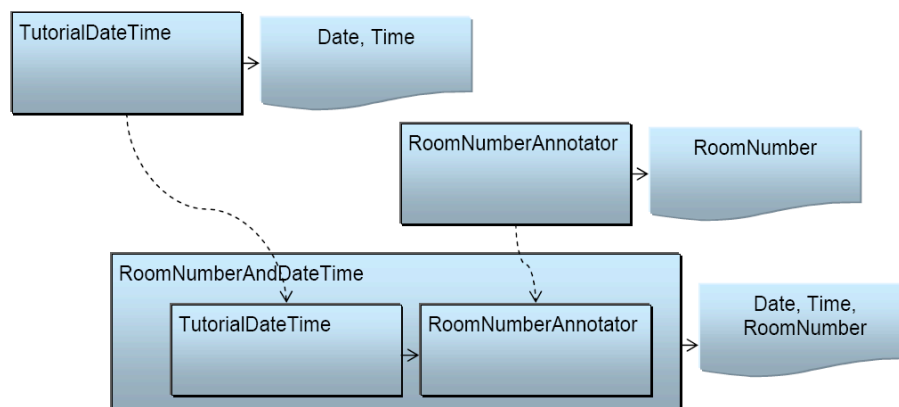 TutorialDateTime
Date, Time
RoomNumberAnnotator
RoomNumber
RoomNumberAndDateTime
TutorialDateTime
RoomNumberAnnotator
Date, Time,
RoomNumber